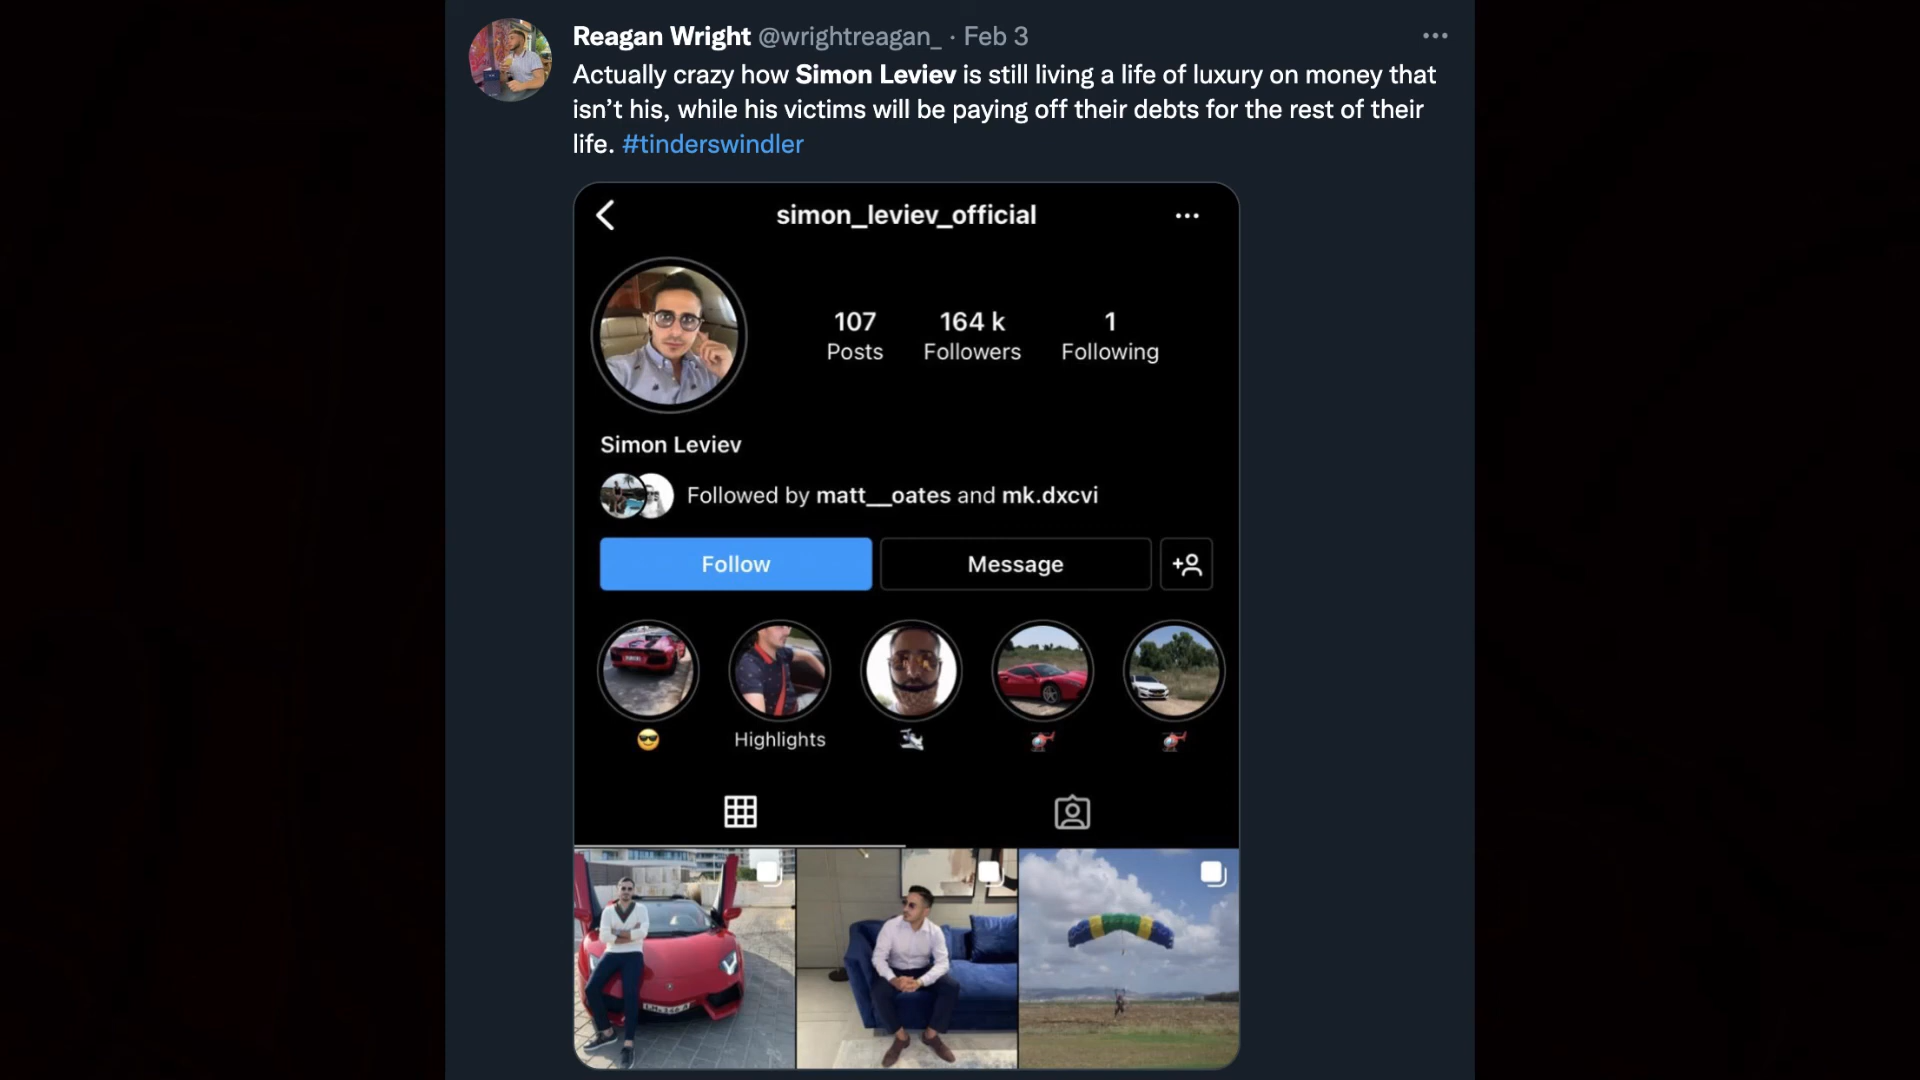 Reagan Wright @wrightreagan_ · Feb 3
Actually crazy how Simon Leviev is still living a life of luxury on money that
isn’t his, while his victims will be paying off their debts for the rest of their
life. #tinderswindler
simon_leviev_official
107 164 k 1
Posts Followers Following
Simon Leviev
Followed by matt__oates and mk.dxcvi
Follow Message
Highlights